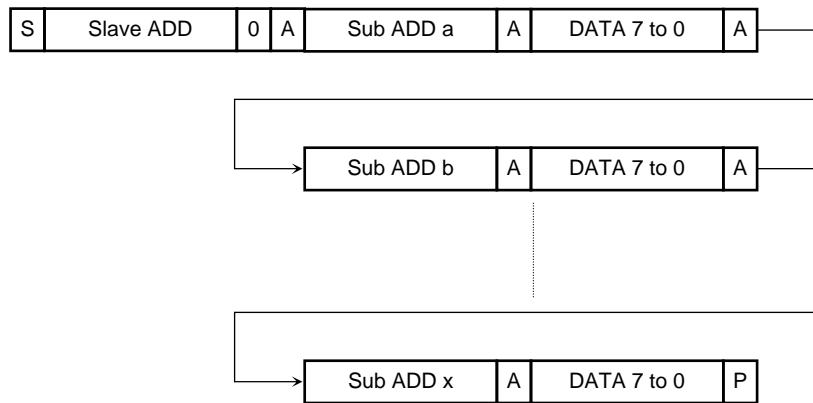 S Slave ADD 0 A Sub ADD a A DATA 7 to 0 A
Sub ADD b A DATA 7 to 0 A
Sub ADD x A DATA 7 to 0 P